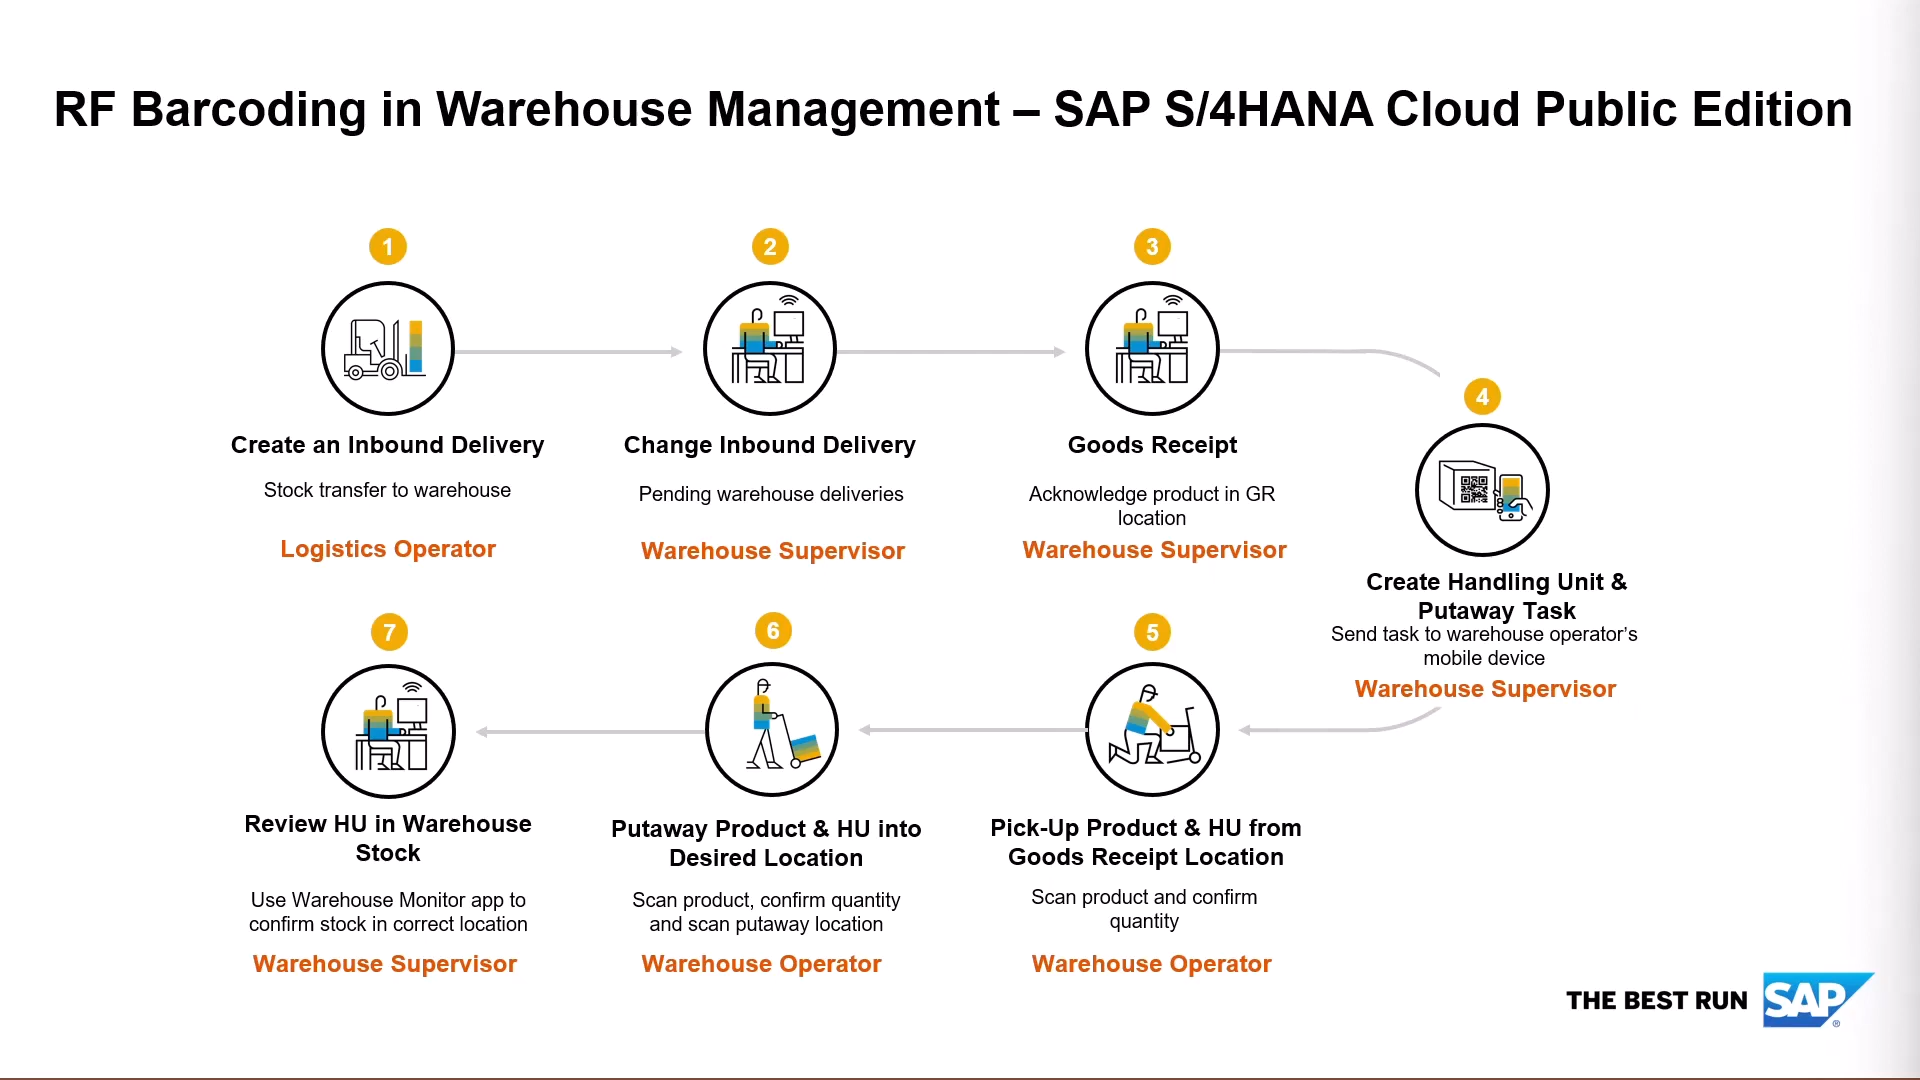 RF Barcoding in Warehouse Management – SAP S/4HANA Cloud Public Edition
1
Create an Inbound Delivery
Stock transfer to warehouse
Logistics Operator
2
Change Inbound Delivery
Pending warehouse deliveries
Warehouse Supervisor
3
Goods Receipt
Acknowledge product in GR
location
Warehouse Supervisor
4
Create Handling Unit &
Putaway Task
Send task to warehouse operator’s
mobile device
Warehouse Supervisor
5
Pick-Up Product & HU from
Goods Receipt Location
Scan product and confirm
quantity
Warehouse Operator
6
Putaway Product & HU into
Desired Location
Scan product, confirm quantity
and scan putaway location
Warehouse Operator
7
Review HU in Warehouse
Stock
Use Warehouse Monitor app to
confirm stock in correct location
Warehouse Supervisor
THE BEST RUN SAP ®